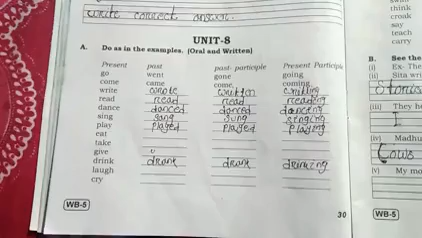 write correct answer.
UNIT-8
A. Do as in the examples. (Oral and Written)
Present past past- participle Present Participle
go went gone going
come came come coming
write wrote written
read read read reading
dance danced danced dancing
sing sang sung singing
play played played playing
eat
take
give
drink drank drank drinking
laugh
cry
WB-5
30
think
croak
say
teach
carry
B. See the
(i) Ex- The
(ii) Sita wri
(iii) They he
I
(iv) Madhu
Cows
(v) My mo
WB-5